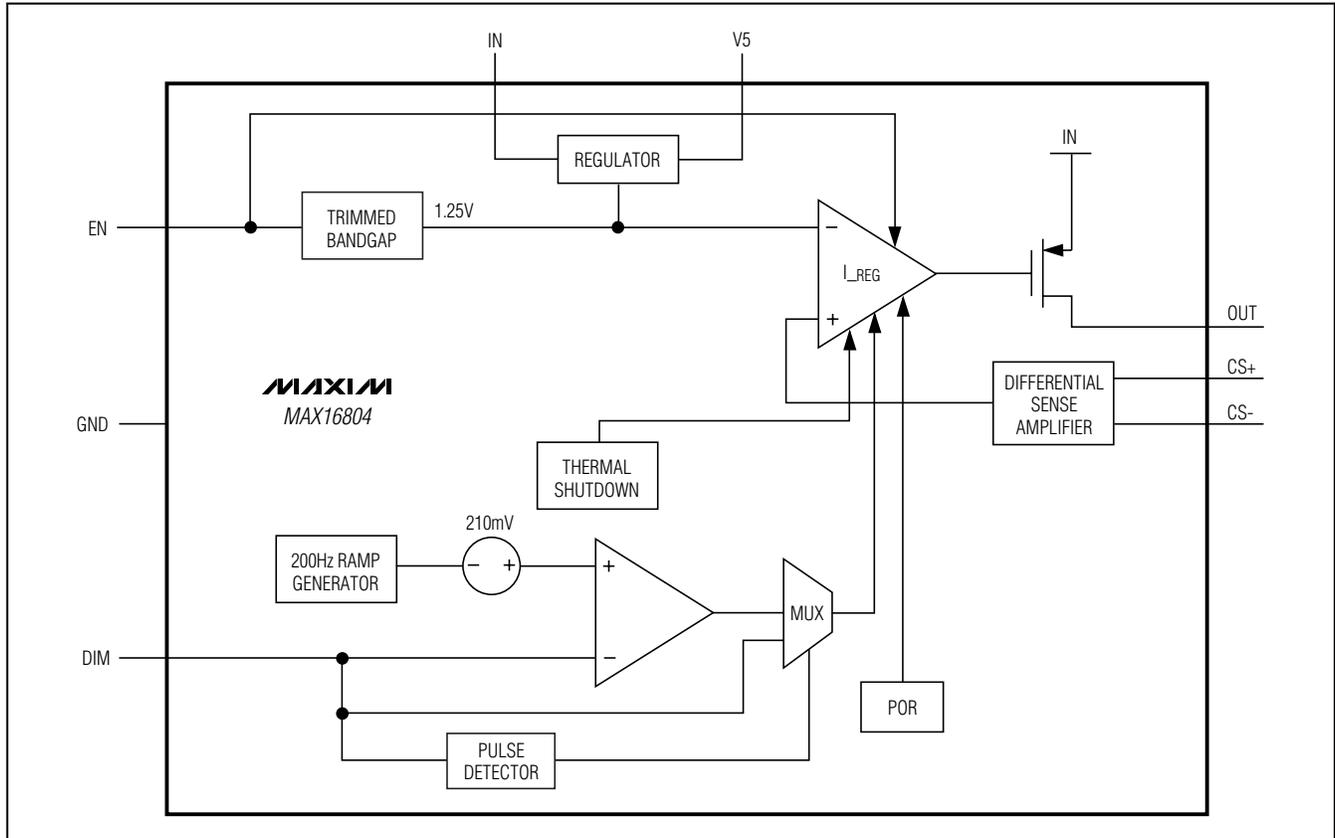 IN
V5
REGULATOR
IN
EN
TRIMMED
BANDGAP
1.25V
−
I_REG
+
OUT
CS+
CS-
DIFFERENTIAL
SENSE
AMPLIFIER
MAXIM
MAX16804
GND
THERMAL
SHUTDOWN
210mV
200Hz RAMP
GENERATOR
− +
+
MUX
DIM
−
POR
PULSE
DETECTOR